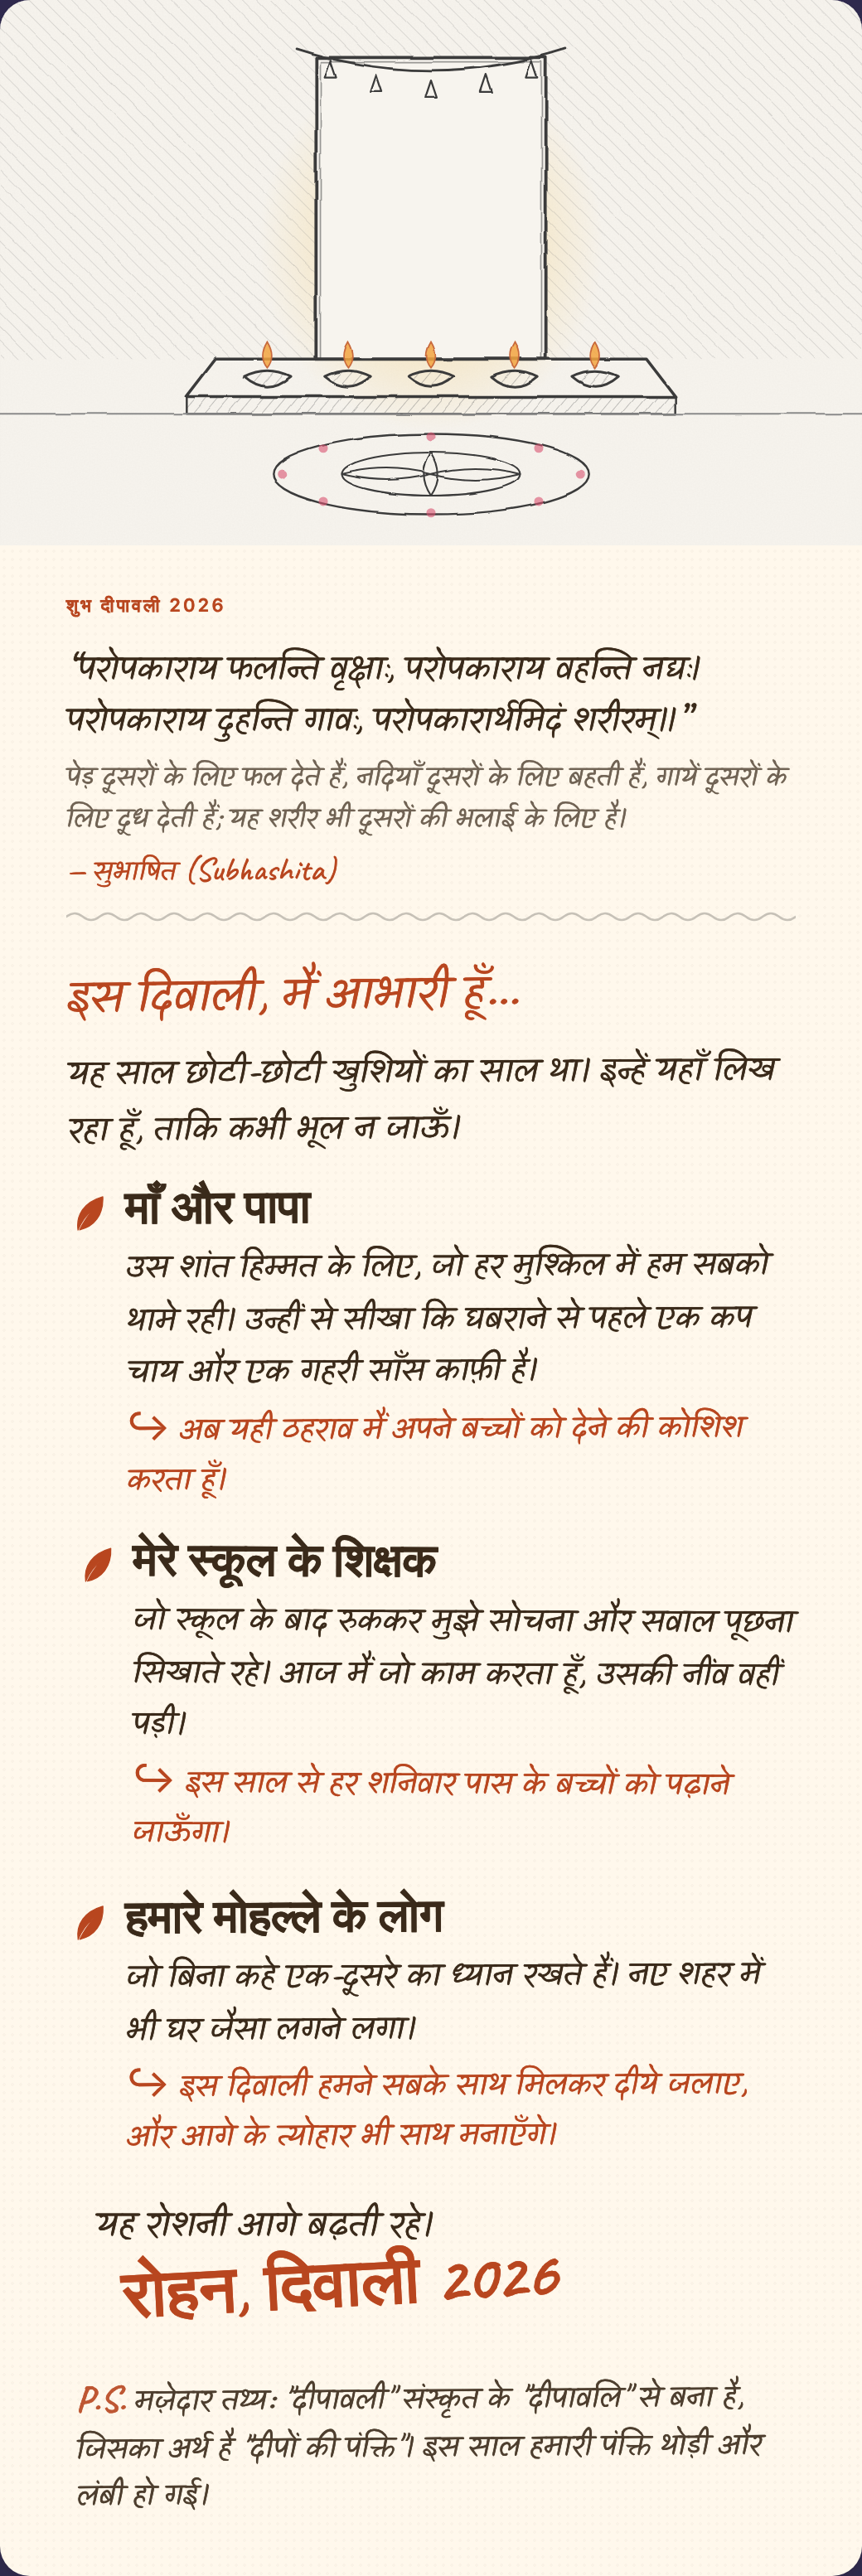 शुभ दीपावली 2026
“परोपकाराय फलन्ति वृक्षाः, परोपकाराय वहन्ति नद्यः।
परोपकाराय दुहन्ति गावः, परोपकारार्थमिदं शरीरम्॥”
पेड़ दूसरों के लिए फल देते हैं, नदियाँ दूसरों के लिए बहती हैं, गायें दूसरों के
लिए दूध देती हैं; यह शरीर भी दूसरों की भलाई के लिए है।
– सुभाषित (Subhashita)
इस दिवाली, मैं आभारी हूँ...
यह साल छोटी-छोटी खुशियों का साल था। इन्हें यहाँ लिख
रहा हूँ, ताकि कभी भूल न जाऊँ।
माँ और पापा
उस शांत हिम्मत के लिए, जो हर मुश्किल में हम सबको
थामे रही। उन्हीं से सीखा कि घबराने से पहले एक कप
चाय और एक गहरी साँस काफ़ी है।
↪ अब यही ठहराव मैं अपने बच्चों को देने की कोशिश
करता हूँ।
मेरे स्कूल के शिक्षक
जो स्कूल के बाद रुककर मुझे सोचना और सवाल पूछना
सिखाते रहे। आज मैं जो काम करता हूँ, उसकी नींव वहीं
पड़ी।
↪ इस साल से हर शनिवार पास के बच्चों को पढ़ाने
जाऊँगा।
हमारे मोहल्ले के लोग
जो बिना कहे एक-दूसरे का ध्यान रखते हैं। नए शहर में
भी घर जैसा लगने लगा।
↪ इस दिवाली हमने सबके साथ मिलकर दीये जलाए,
और आगे के त्योहार भी साथ मनाएँगे।
यह रोशनी आगे बढ़ती रहे।
रोहन, दिवाली 2026
P.S. मज़ेदार तथ्य: "दीपावली" संस्कृत के "दीपावलि" से बना है,
जिसका अर्थ है "दीपों की पंक्ति"। इस साल हमारी पंक्ति थोड़ी और
लंबी हो गई।